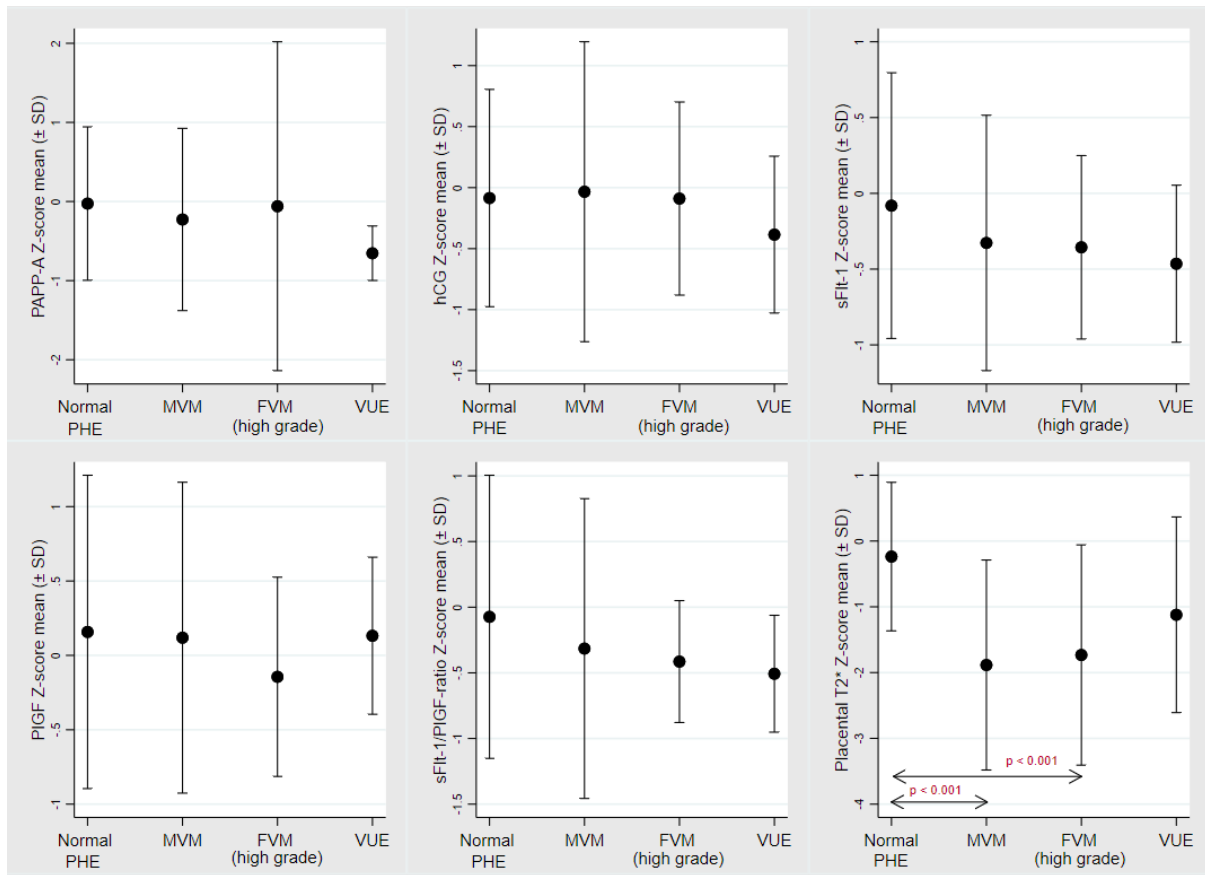 PAPP-A Z-score mean (± SD)
2
1
0
-1
-2
Normal PHE
MVM
FVM
(high grade)
VUE
hCG Z-score mean (± SD)
1
.5
0
-.5
-1
-1.5
Normal PHE
MVM
FVM
(high grade)
VUE
sFlt-1 Z-score mean (± SD)
1
.5
0
-.5
-1
Normal PHE
MVM
FVM
(high grade)
VUE
PlGF Z-score mean (± SD)
1
.5
0
-.5
-1
Normal PHE
MVM
FVM
(high grade)
VUE
sFlt-1/PlGF-ratio Z-score mean (± SD)
1
.5
0
-.5
-1
-1.5
Normal PHE
MVM
FVM
(high grade)
VUE
Placental T2* Z-score mean (± SD)
1
0
-1
-2
-3
-4
p < 0.001
p < 0.001
Normal PHE
MVM
FVM
(high grade)
VUE